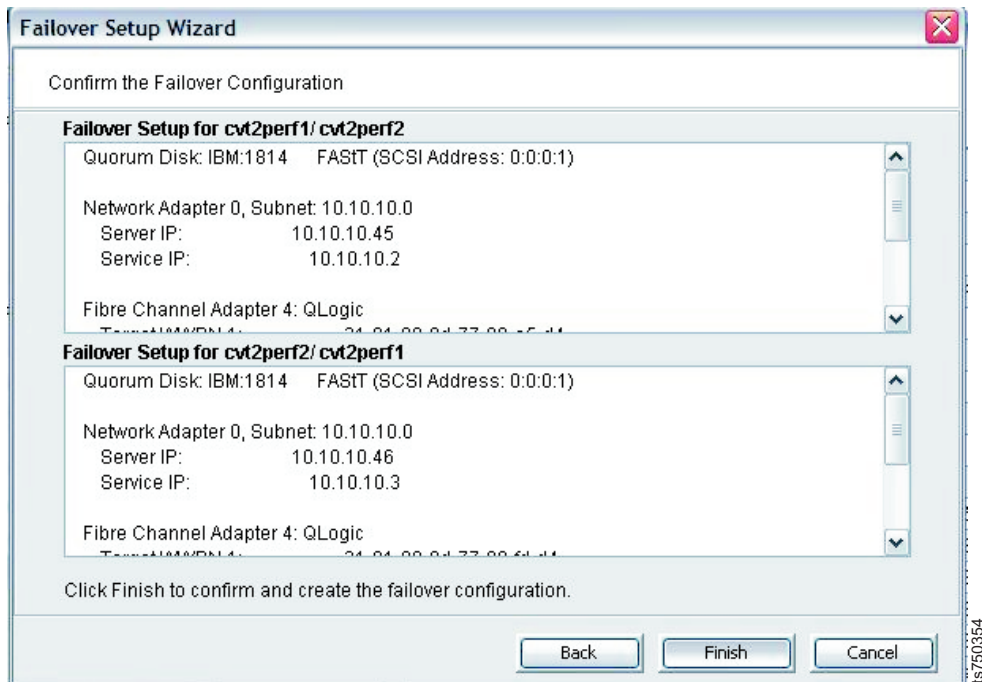 Failover Setup Wizard
Confirm the Failover Configuration
Failover Setup for cvt2perf1/ cvt2perf2
Quorum Disk: IBM:1814 FAStT (SCSI Address: 0:0:0:1)
Network Adapter 0, Subnet: 10.10.10.0
Server IP: 10.10.10.45
Service IP: 10.10.10.2
Fibre Channel Adapter 4: QLogic
Failover Setup for cvt2perf2/ cvt2perf1
Quorum Disk: IBM:1814 FAStT (SCSI Address: 0:0:0:1)
Network Adapter 0, Subnet: 10.10.10.0
Server IP: 10.10.10.46
Service IP: 10.10.10.3
Fibre Channel Adapter 4: QLogic
Click Finish to confirm and create the failover configuration.
Back Finish Cancel
ts750354